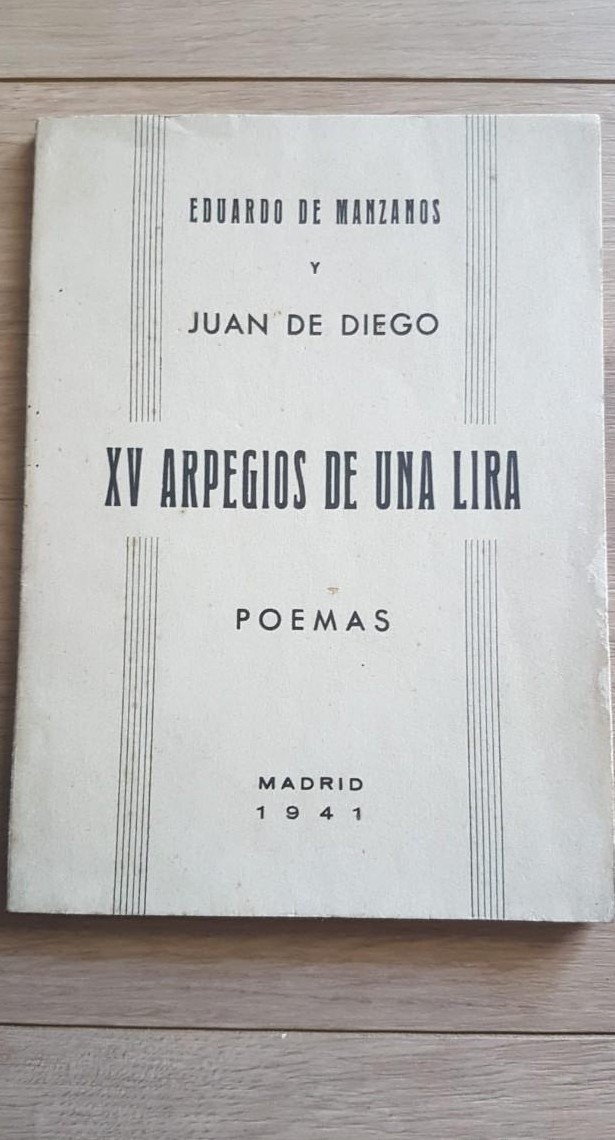 EDUARDO DE MANZANOS
Y
JUAN DE DIEGO
XV ARPEGIOS DE UNA LIRA
POEMAS
MADRID
1941